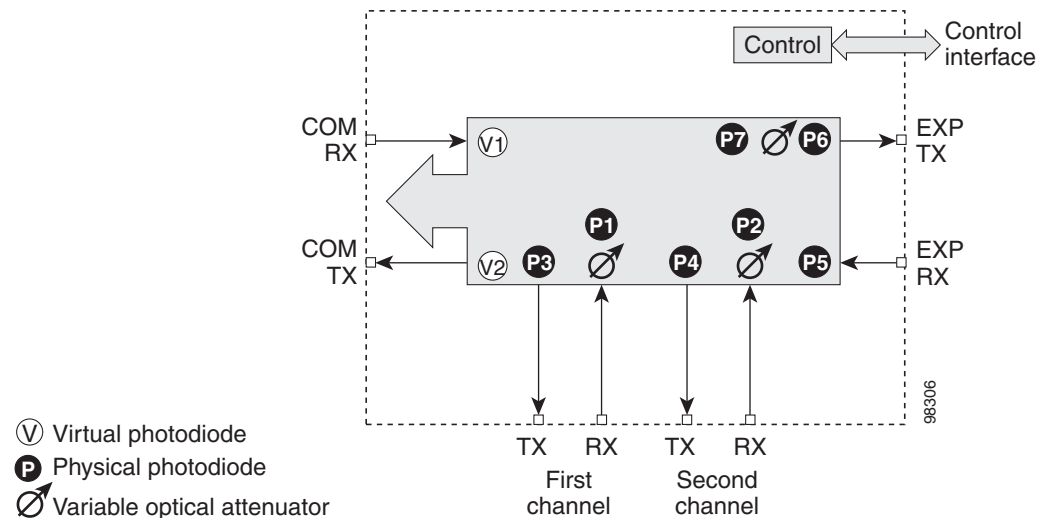 Control
Control
interface
COM
RX
V1
P7
P6
EXP
TX
P1
P2
COM
TX
V2
P3
P4
P5
EXP
RX
98306
TX
RX
TX
RX
First
channel
Second
channel
V Virtual photodiode
P Physical photodiode
Variable optical attenuator